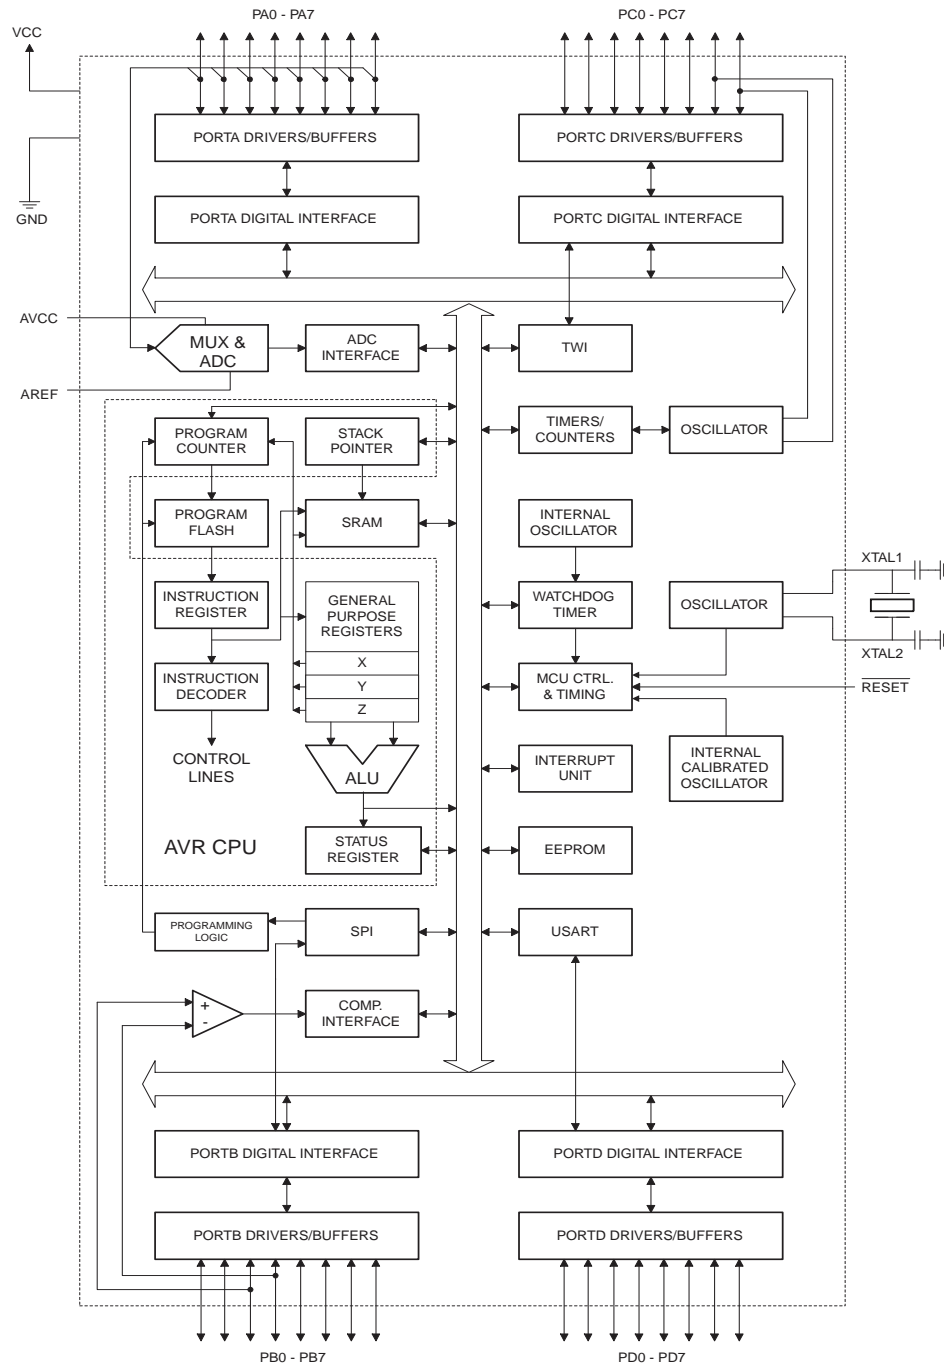 PA0 - PA7
PC0 - PC7
VCC
PORTA DRIVERS/BUFFERS
PORTC DRIVERS/BUFFERS
GND
PORTA DIGITAL INTERFACE
PORTC DIGITAL INTERFACE
AVCC
MUX &
ADC
ADC
INTERFACE
TWI
AREF
PROGRAM
COUNTER
STACK
POINTER
TIMERS/
COUNTERS
OSCILLATOR
PROGRAM
FLASH
SRAM
INTERNAL
OSCILLATOR
XTAL1
INSTRUCTION
REGISTER
GENERAL
PURPOSE
REGISTERS
WATCHDOG
TIMER
OSCILLATOR
XTAL2
X
INSTRUCTION
DECODER
Y
Z
MCU CTRL.
& TIMING
RESET
CONTROL
LINES
ALU
INTERRUPT
UNIT
INTERNAL
CALIBRATED
OSCILLATOR
AVR CPU
STATUS
REGISTER
EEPROM
PROGRAMMING
LOGIC
SPI
USART
+
-
COMP.
INTERFACE
PORTB DIGITAL INTERFACE
PORTD DIGITAL INTERFACE
PORTB DRIVERS/BUFFERS
PORTD DRIVERS/BUFFERS
PB0 - PB7
PD0 - PD7